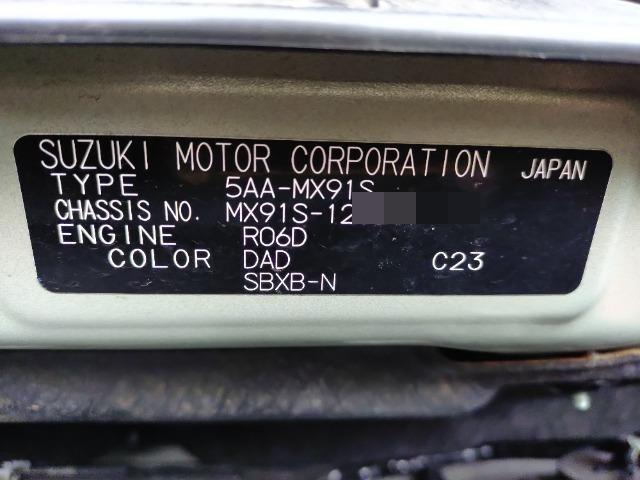 SUZUKI MOTOR CORPORATION JAPAN
TYPE 5AA-MX91S
CHASSIS NO. MX91S-12
ENGINE R06D
COLOR DAD C23
SBXB-N